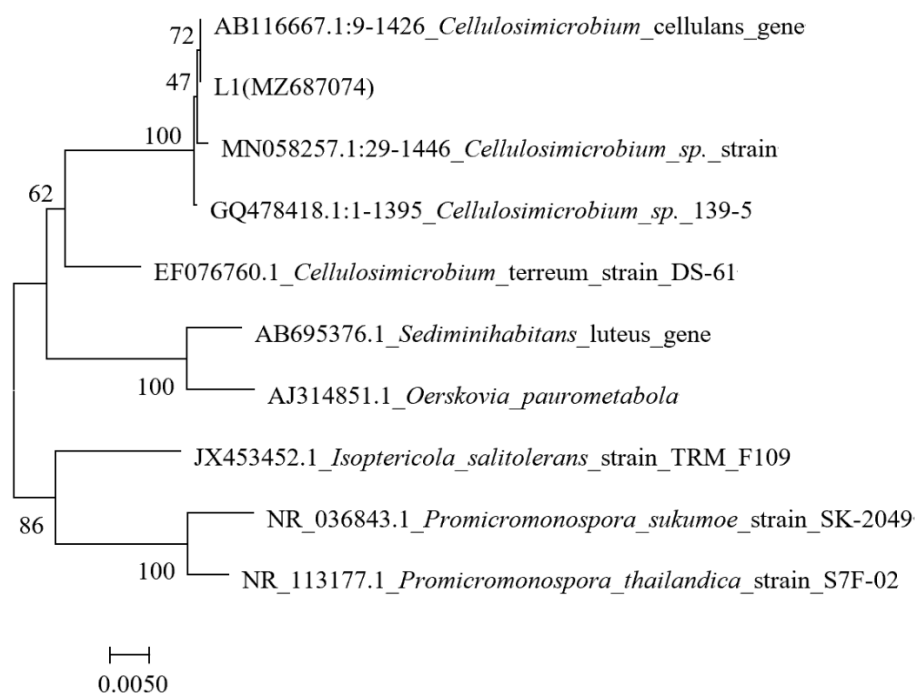 72
AB116667.1:9-1426_Cellulosimicrobium_cellulans_gene
47
L1(MZ687074)
100
MN058257.1:29-1446_Cellulosimicrobium_sp._strain
62
GQ478418.1:1-1395_Cellulosimicrobium_sp._139-5
EF076760.1_Cellulosimicrobium_terreum_strain_DS-61
AB695376.1_Sediminihabitans_luteus_gene
100
AJ314851.1_Oerskovia_paurometabola
JX453452.1_Isoptericola_salitolerans_strain_TRM_F109
86
NR_036843.1_Promicromonospora_sukumoe_strain_SK-2049
100
NR_113177.1_Promicromonospora_thailandica_strain_S7F-02
0.0050